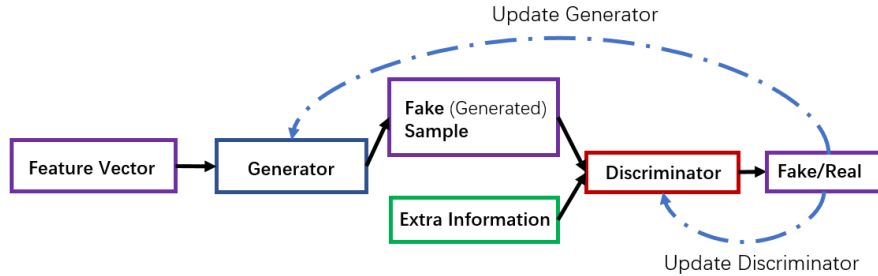 Update Generator
Fake (Generated)
Sample
Feature Vector
Generator
Discriminator
Fake/Real
Extra Information
Update Discriminator